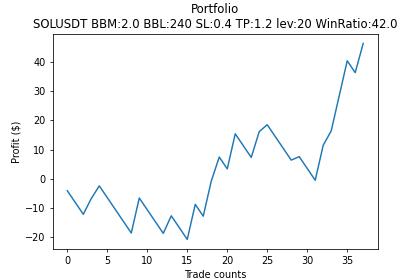 Portfolio
SOLUSDT BBM:2.0 BBL:240 SL:0.4 TP:1.2 lev:20 WinRatio:42.0
Profit ($)
40
30
20
10
0
−10
−20
0 5 10 15 20 25 30 35
Trade counts